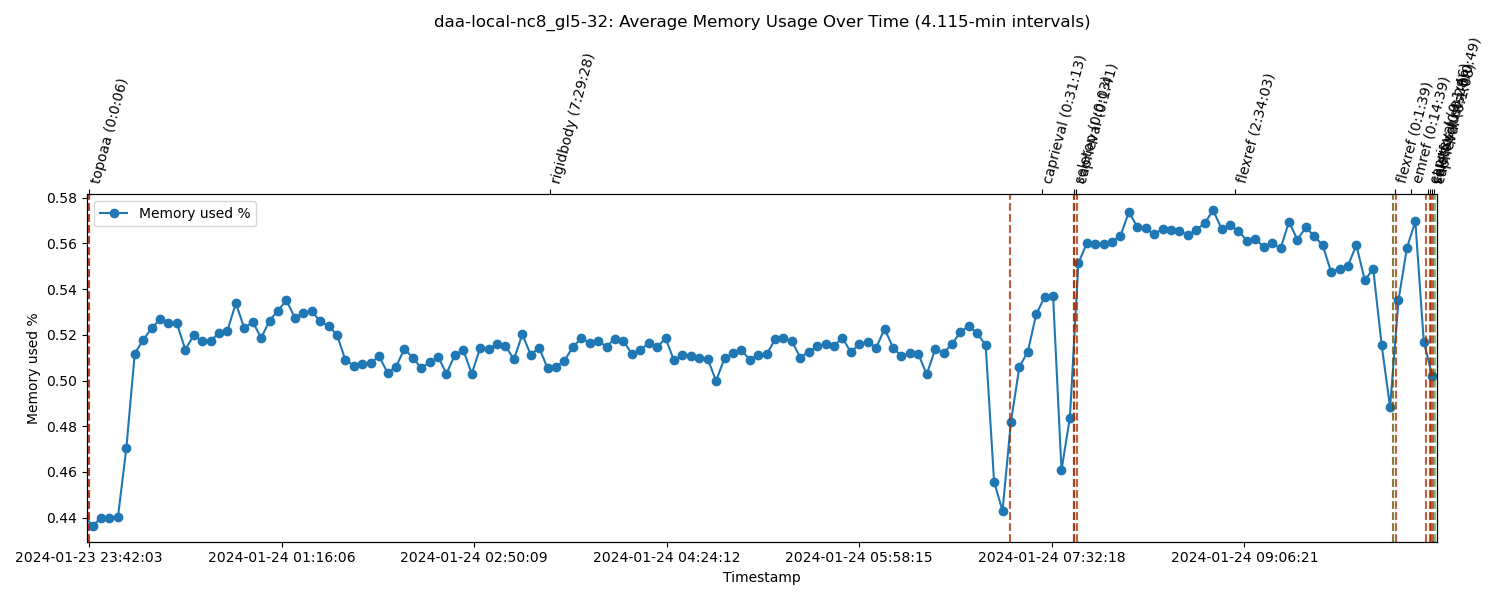 daa-local-nc8_gl5-32: Average Memory Usage Over Time (4.115-min intervals)
topoaa (0:0:06)
rigidbody (7:29:28)
caprieval (0:31:13)
caprieval (0:1:41)
flexref (2:34:03)
flexref (0:1:39)
emref (0:14:39)
0.58
0.56
0.54
0.52
0.50
0.48
0.46
0.44
Memory used %
Memory used %
2024-01-23 23:42:03
2024-01-24 01:16:06
2024-01-24 02:50:09
2024-01-24 04:24:12
2024-01-24 05:58:15
2024-01-24 07:32:18
2024-01-24 09:06:21
Timestamp